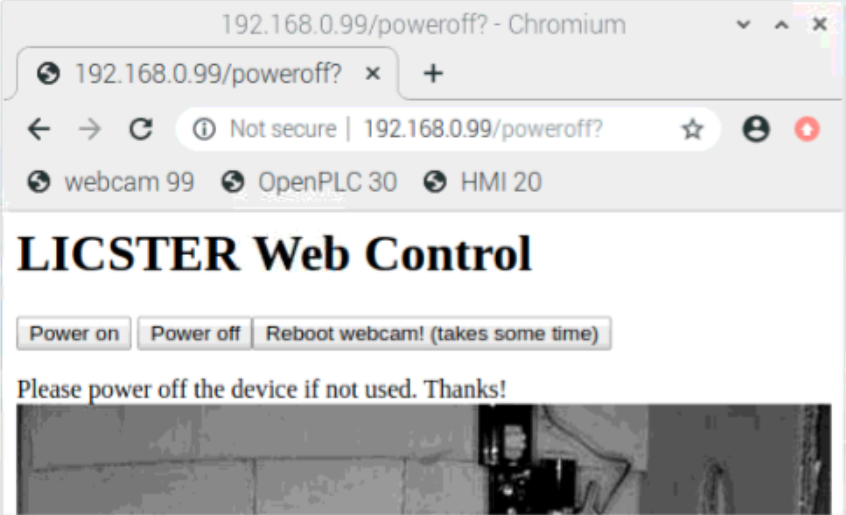 192.168.0.99/poweroff? - Chromium
192.168.0.99/poweroff?
Not secure | 192.168.0.99/poweroff?
webcam 99 OpenPLC 30 HMI 20
LICSTER Web Control
Power on Power off Reboot webcam! (takes some time)
Please power off the device if not used. Thanks!